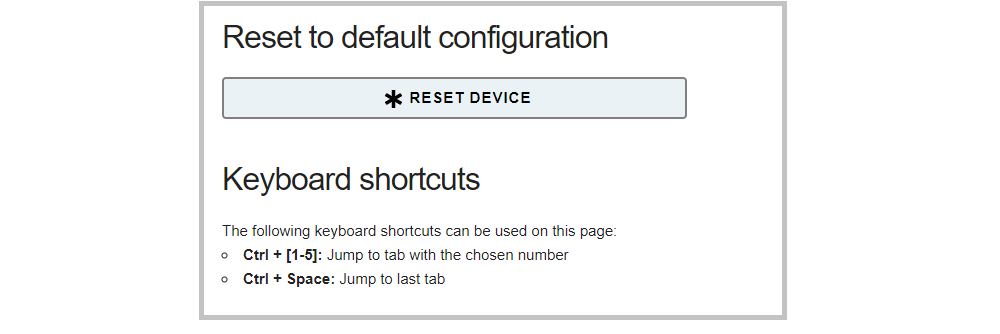 Reset to default configuration
RESET DEVICE
Keyboard shortcuts
The following keyboard shortcuts can be used on this page:
Ctrl + [1-5]: Jump to tab with the chosen number
Ctrl + Space: Jump to last tab